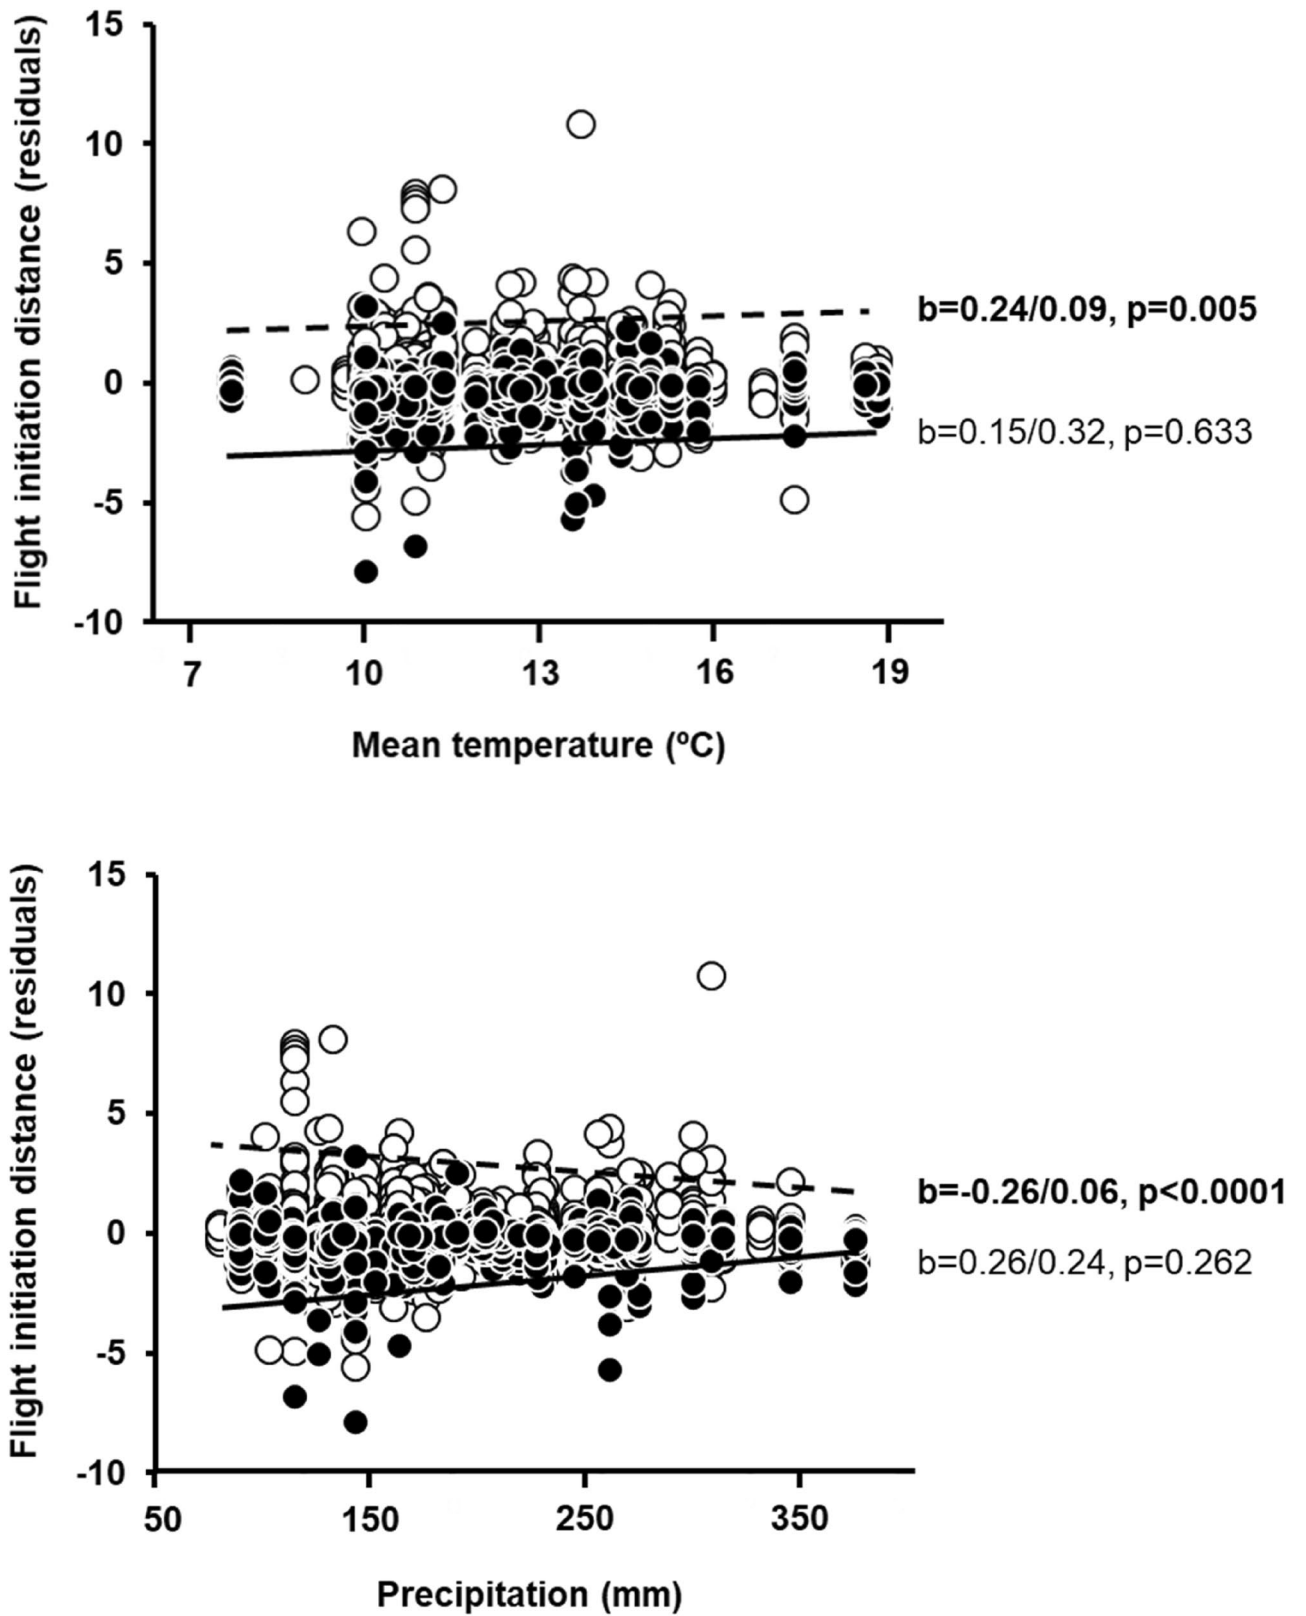 Flight initiation distance (residuals)
15
10
5
0
-5
-10
b=0.24/0.09, p=0.005
b=0.15/0.32, p=0.633
7 10 13 16 19
Mean temperature (ºC)
Flight initiation distance (residuals)
15
10
5
0
-5
-10
b=-0.26/0.06, p<0.0001
b=0.26/0.24, p=0.262
50 150 250 350
Precipitation (mm)